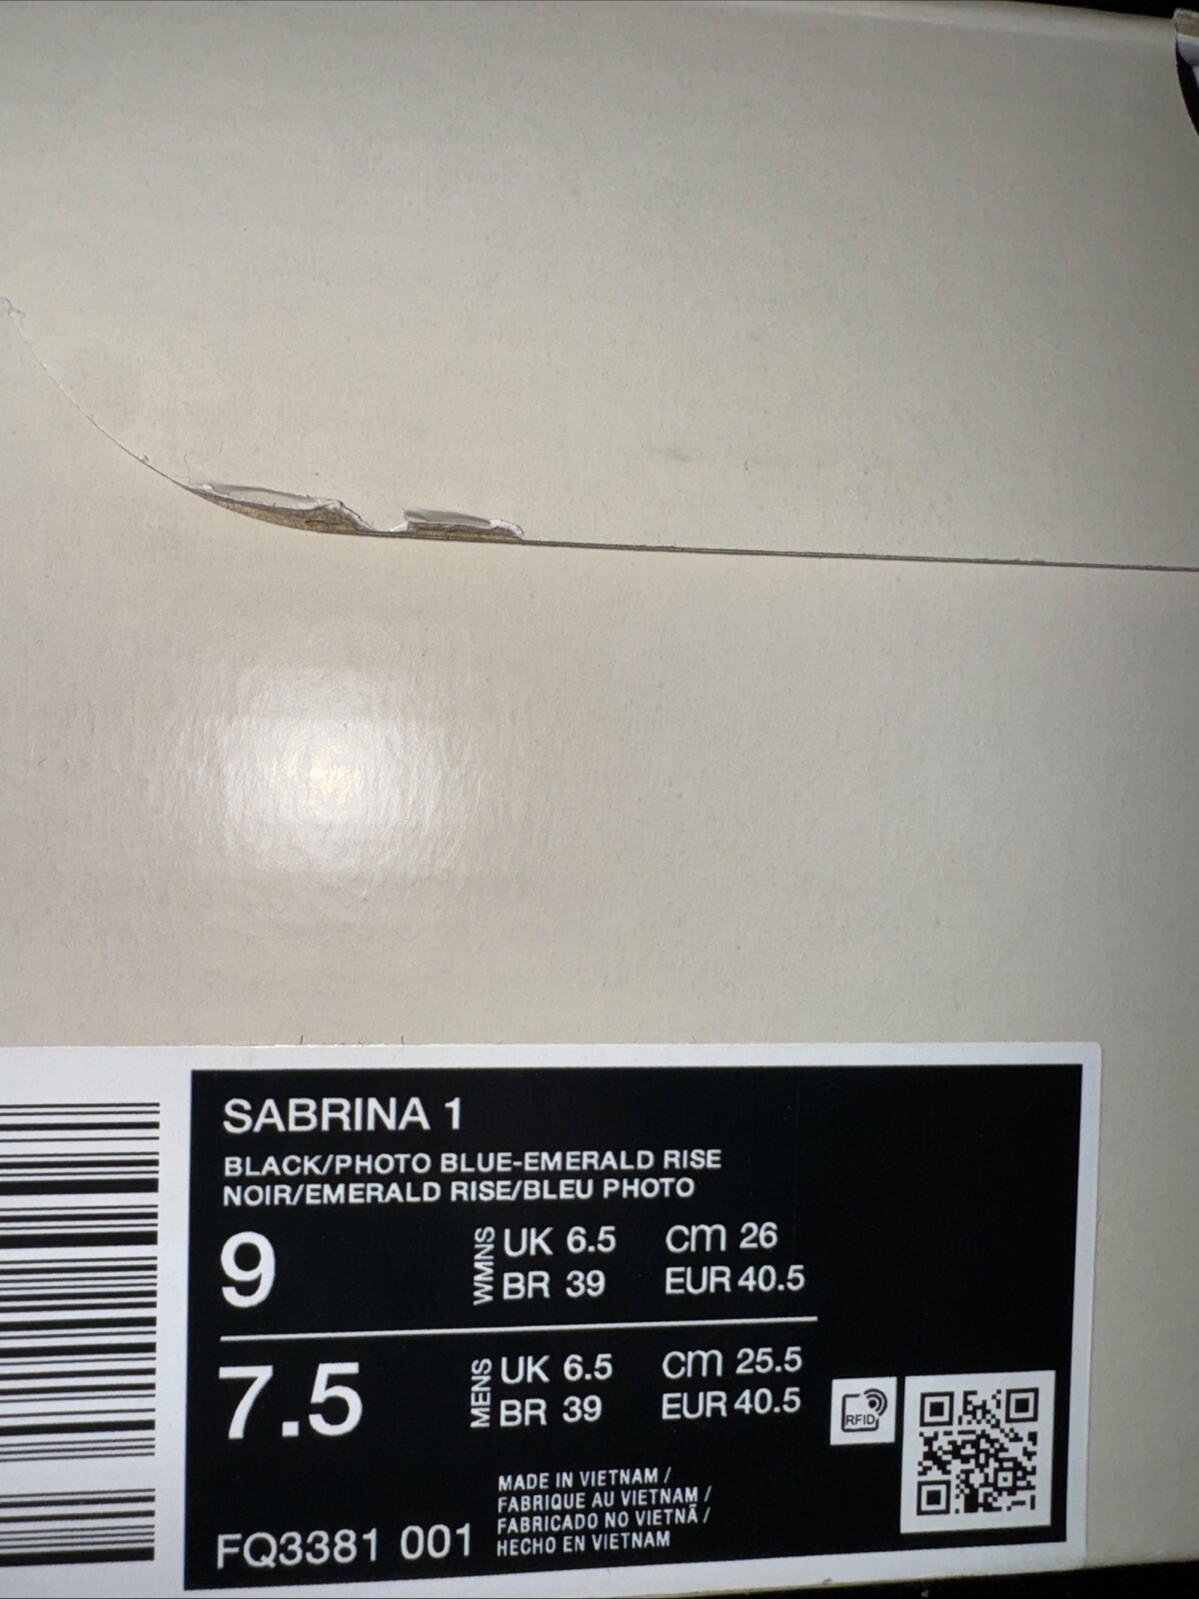 SABRINA 1
BLACK/PHOTO BLUE-EMERALD RISE
NOIR/EMERALD RISE/BLEU PHOTO
9
WMNS
UK 6.5 cm 26
BR 39 EUR 40.5
7.5
MENS
UK 6.5 cm 25.5
BR 39 EUR 40.5
RFID
FQ3381 001
MADE IN VIETNAM /
FABRIQUE AU VIETNAM /
FABRICADO NO VIETNÃ /
HECHO EN VIETNAM